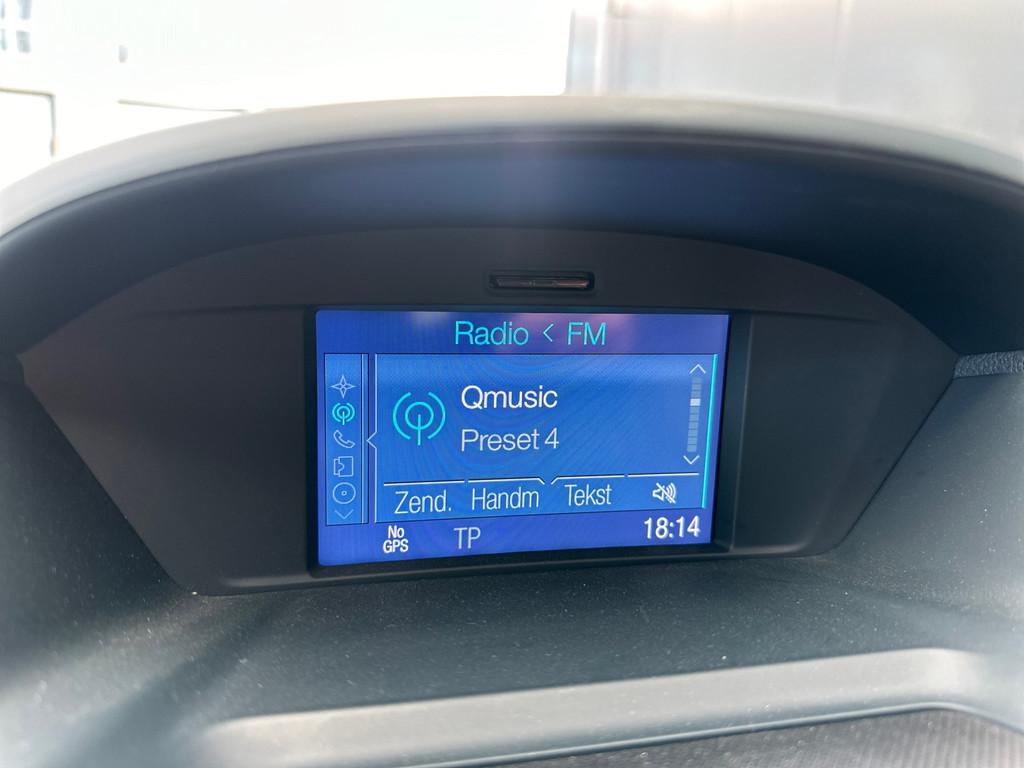 Radio < FM
Qmusic
Preset 4
Zend. Handm Tekst
No GPS TP 18:14